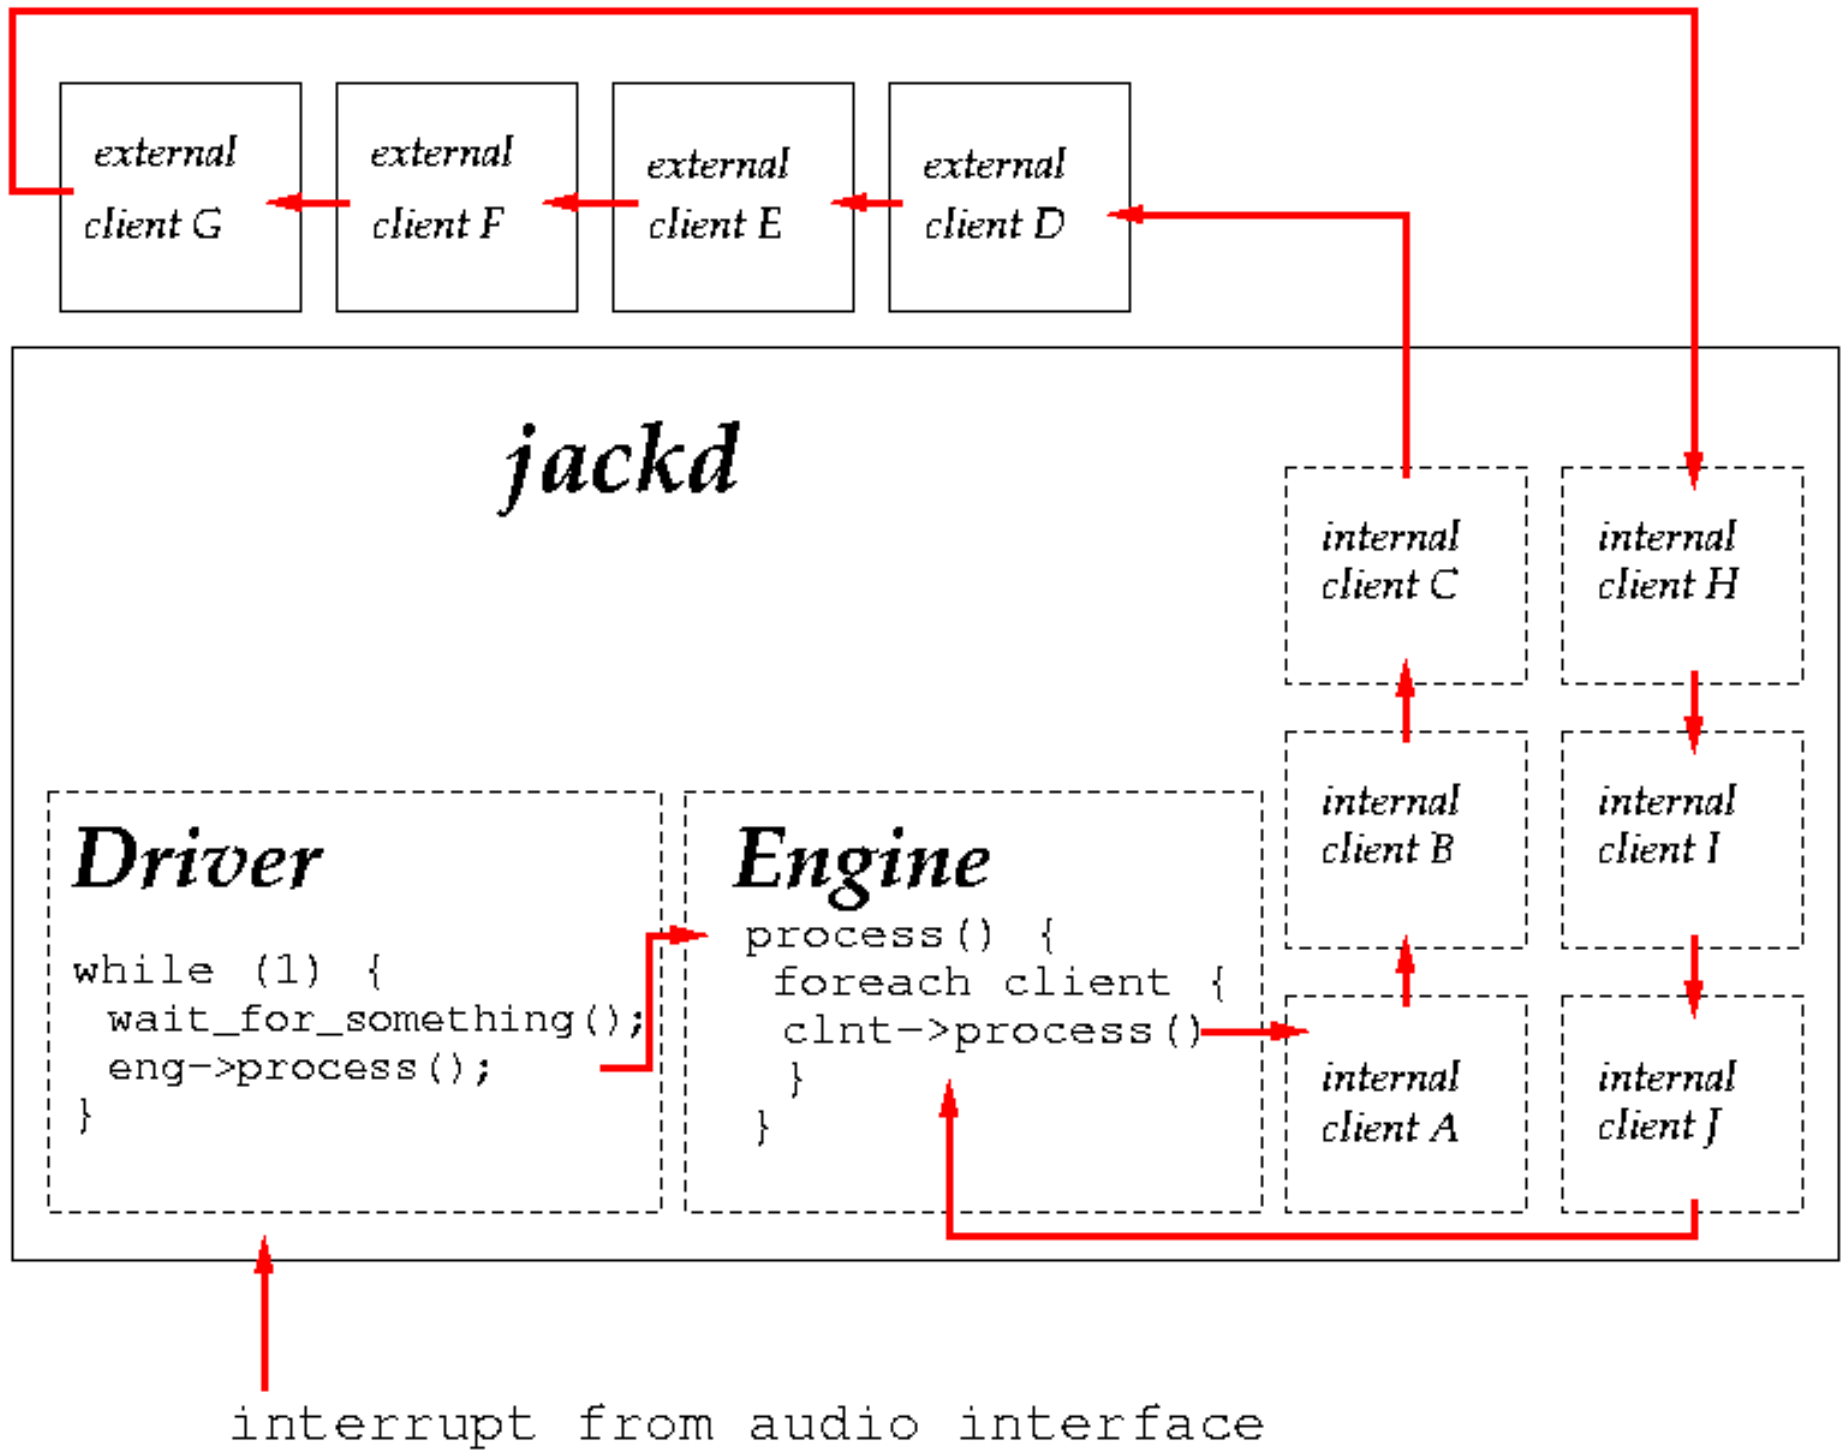 external
client G
external
client F
external
client E
external
client D
jackd
internal
client C
internal
client H
internal
client B
internal
client I
Driver
while (1) {
wait_for_something();
eng->process();
}
Engine
process() {
foreach client {
clnt->process()
}
}
internal
client A
internal
client J
interrupt from audio interface